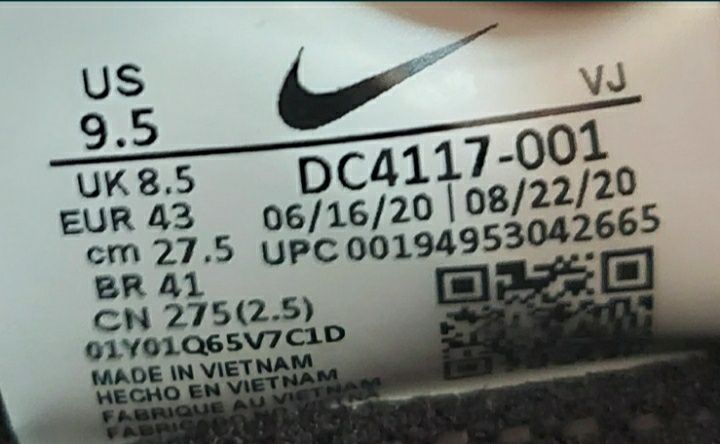 US
9.5
VJ
UK 8.5
DC4117-001
EUR 43
06/16/20 | 08/22/20
cm 27.5
UPC 00194953042665
BR 41
CN 275(2.5)
01Y01Q65V7C1D
MADE IN VIETNAM
HECHO EN VIETNAM
FABRIQUE AU VIETNAM